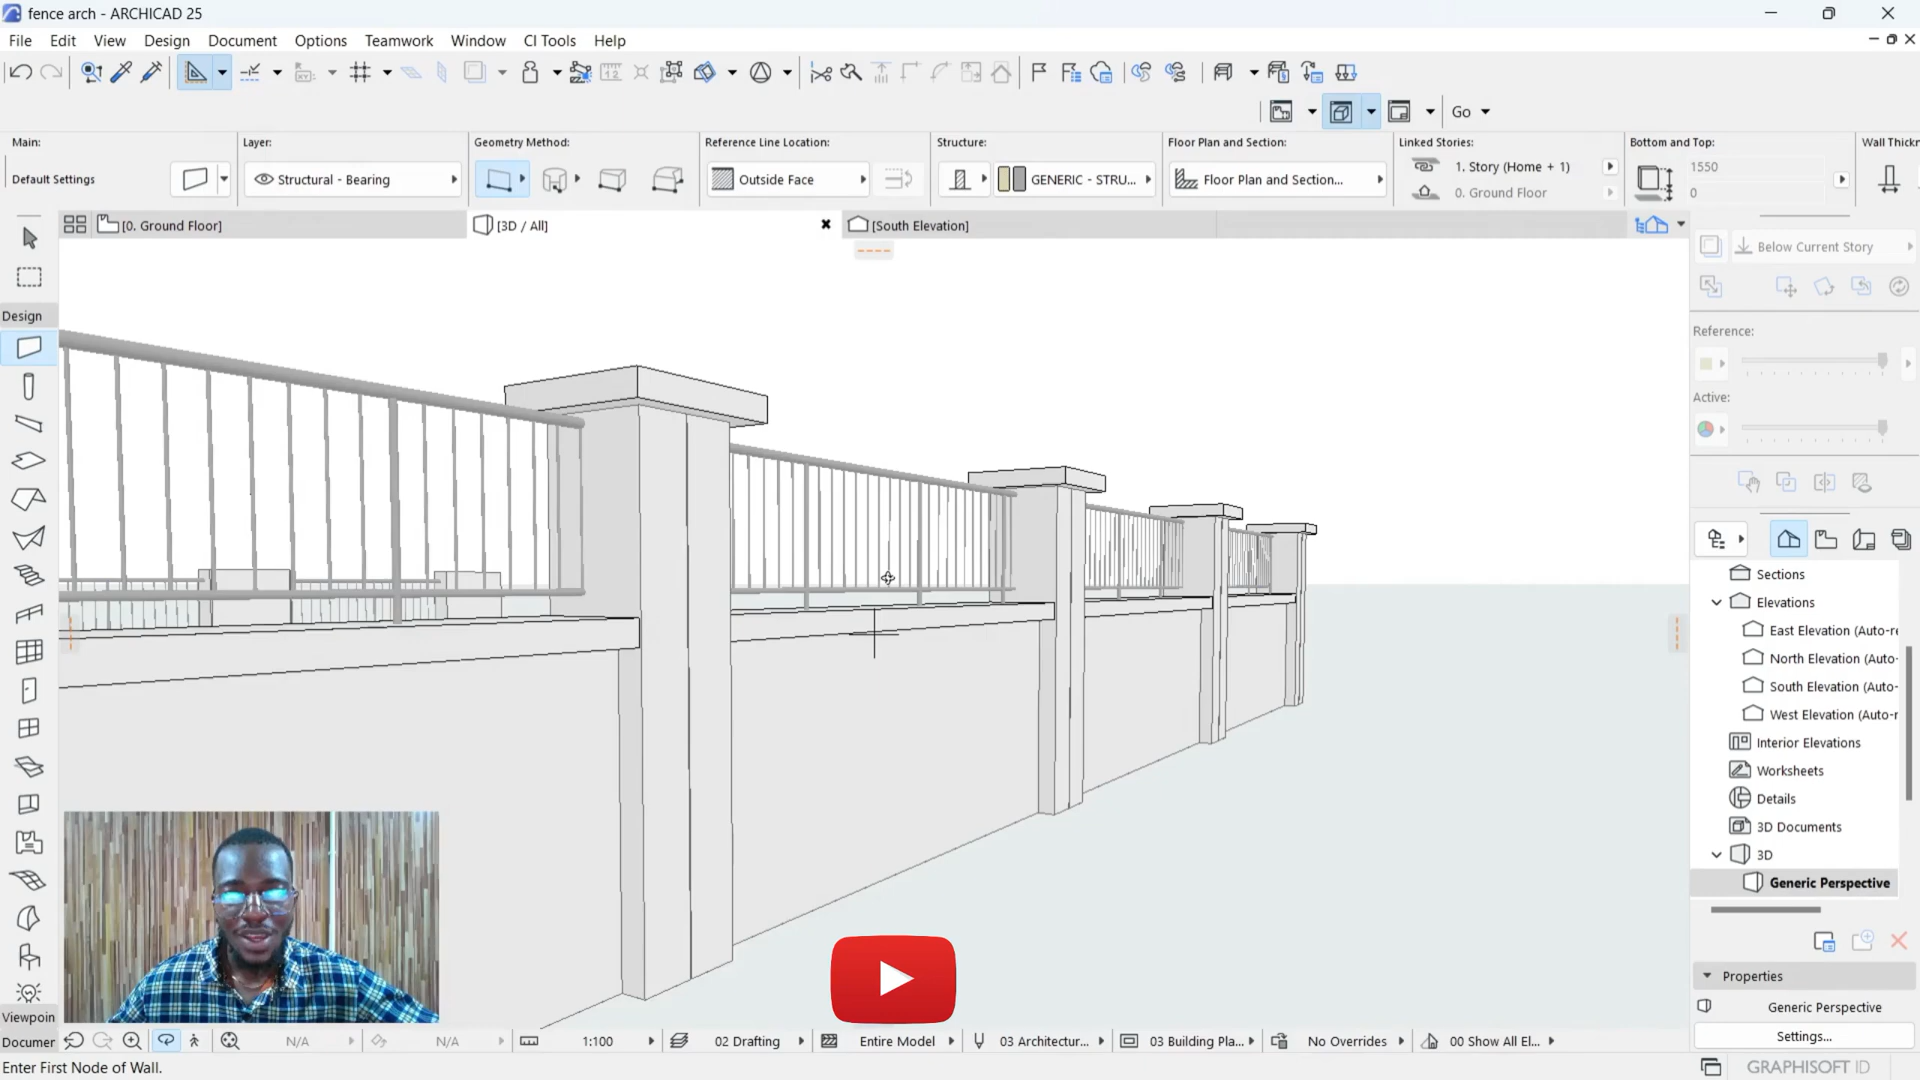 fence arch - ARCHICAD 25
File Edit View Design Document Options Teamwork Window CI Tools Help
Go
Main: Layer: Geometry Method: Reference Line Location: Structure: Floor Plan and Section: Linked Stories: Bottom and Top: Wall Thickn
Default Settings Structural - Bearing Outside Face GENERIC - STRU... Floor Plan and Section... 1. Story (Home + 1) 1550
0. Ground Floor 0
[0. Ground Floor] [3D / All] [South Elevation]
Below Current Story
Design
Reference:
Active:
Sections
Elevations
East Elevation (Auto-re
North Elevation (Auto-
South Elevation (Auto-
West Elevation (Auto-r
Interior Elevations
Worksheets
Details
3D Documents
3D
Generic Perspective
Properties
Generic Perspective
Settings...
Viewpoin
Documer N/A N/A 1:100 02 Drafting Entire Model 03 Architectur... 03 Building Pla... No Overrides 00 Show All El...
Enter First Node of Wall.
GRAPHISOFT ID